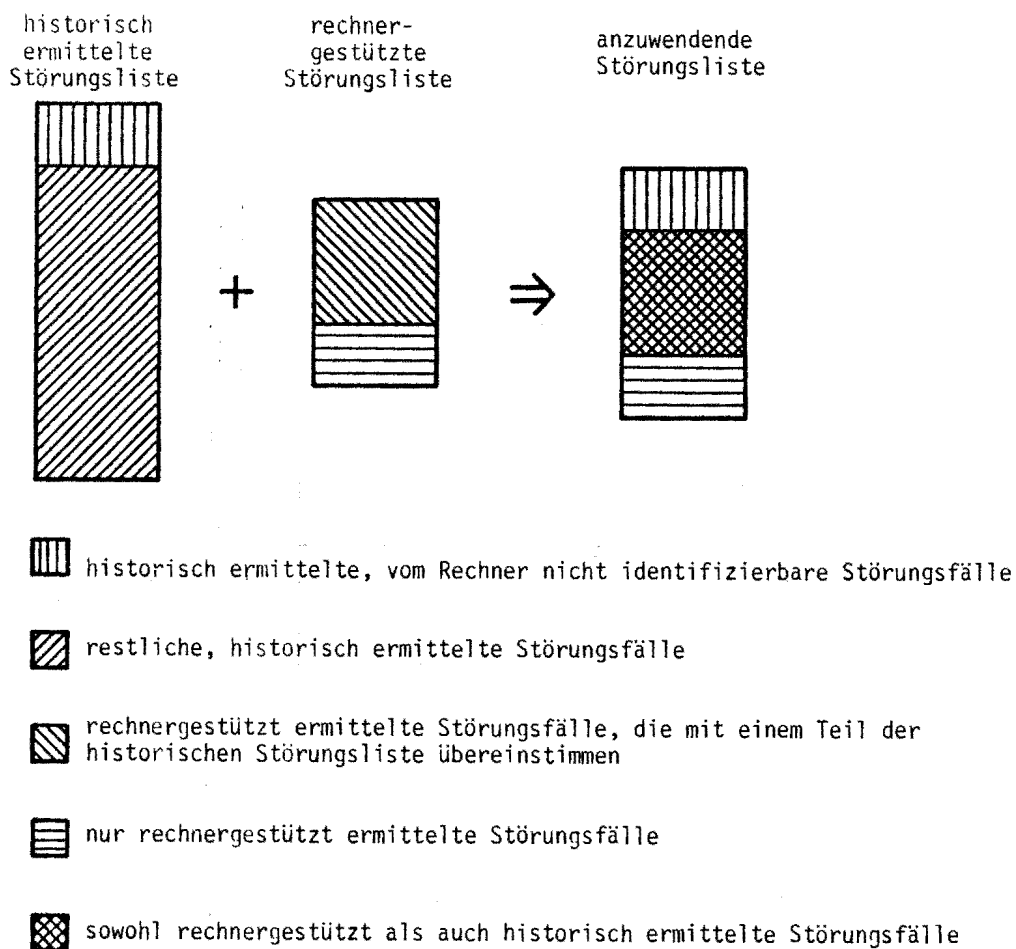 historisch
ermittelte
Störungsliste
rechner-
gestützte
Störungsliste
anzuwendende
Störungsliste
+
⇒
historisch ermittelte, vom Rechner nicht identifizierbare Störungsfälle
restliche, historisch ermittelte Störungsfälle
rechnergestützt ermittelte Störungsfälle, die mit einem Teil der
historischen Störungsliste übereinstimmen
nur rechnergestützt ermittelte Störungsfälle
sowohl rechnergestützt als auch historisch ermittelte Störungsfälle